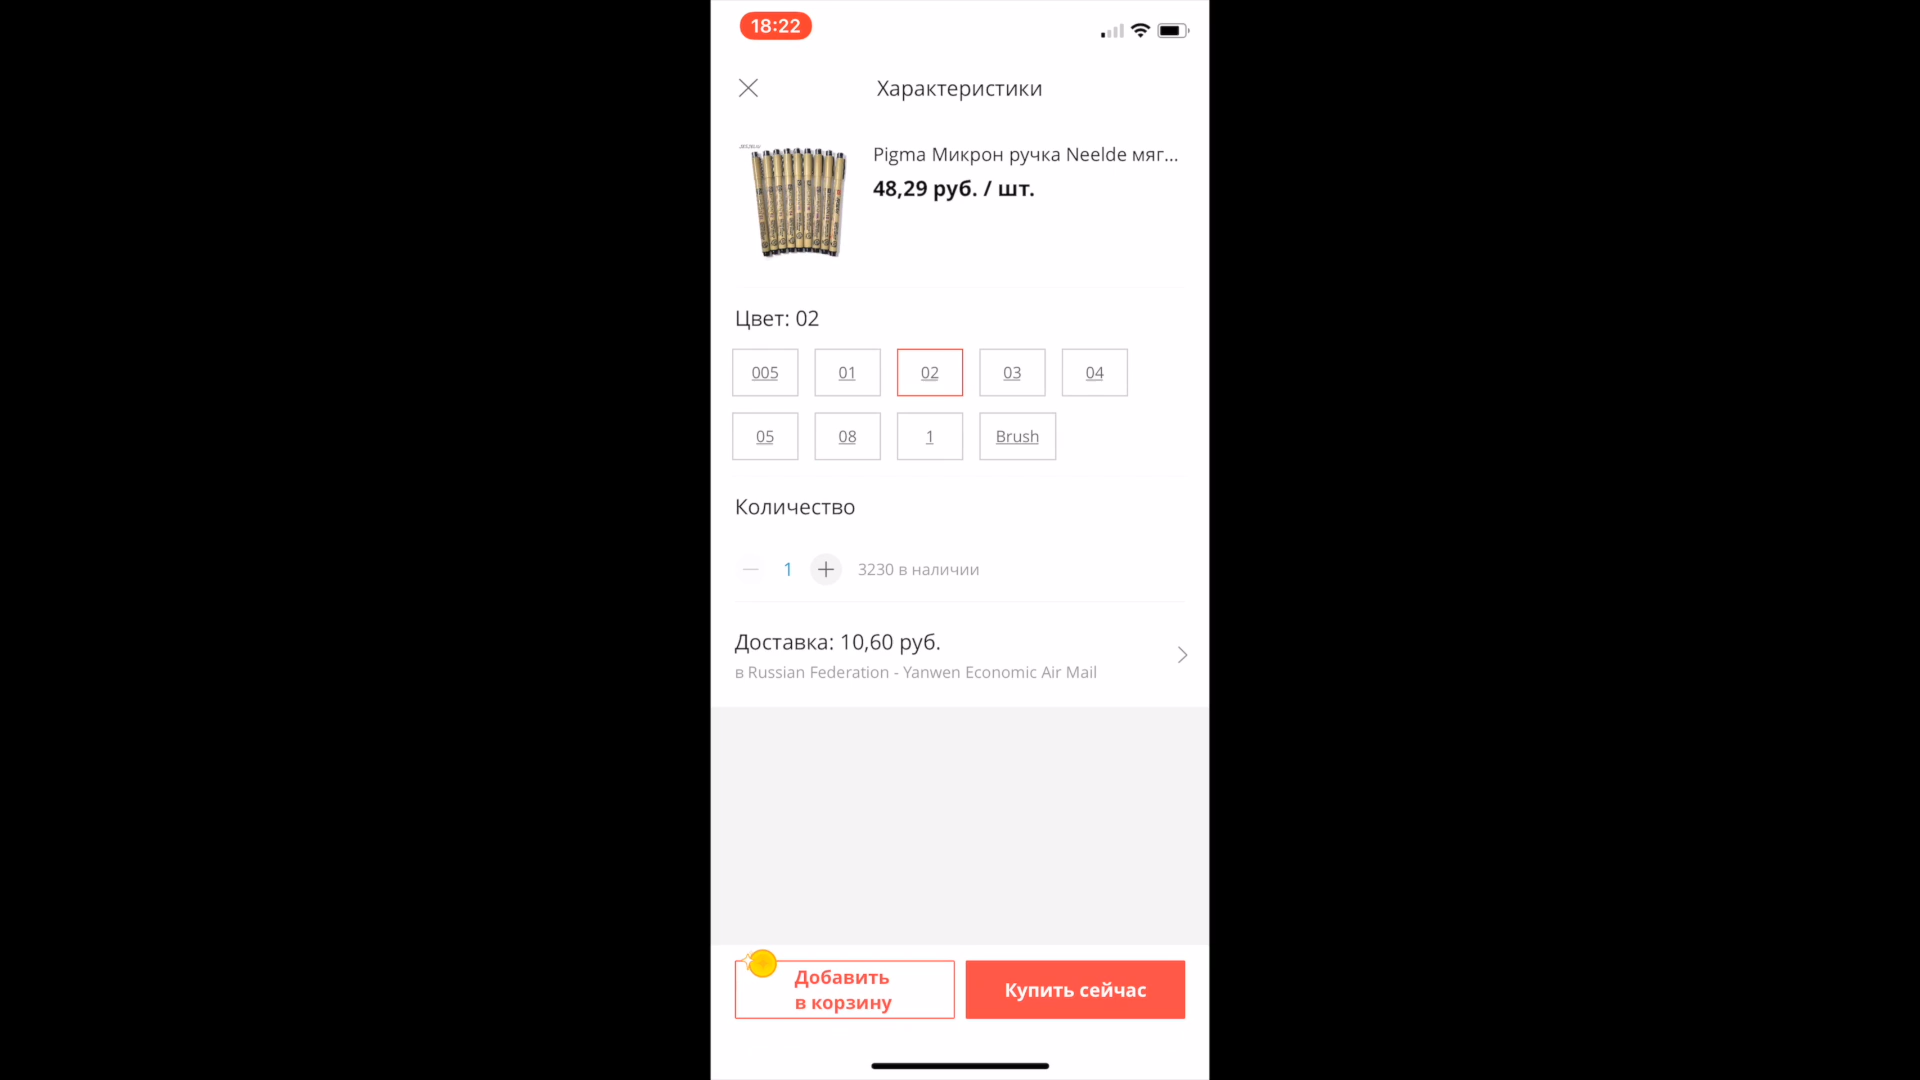 18:22
Характеристики
Pigma Микрон ручка Neelde мяг...
48,29 руб. / шт.
Цвет: 02
005 01 02 03 04
05 08 1 Brush
Количество
1 3230 в наличии
Доставка: 10,60 руб.
в Russian Federation - Yanwen Economic Air Mail
Добавить
в корзину
Купить сейчас